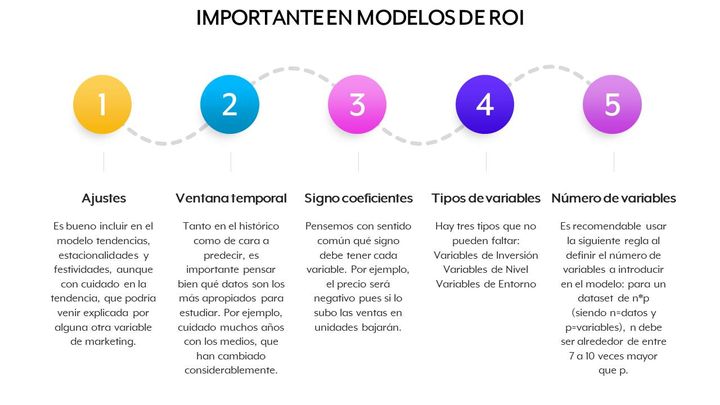 IMPORTANTE EN MODELOS DE ROI
1
2
3
4
5
Ajustes
Es bueno incluir en el
modelo tendencias,
estacionalidades y
festividades, aunque
con cuidado en la
tendencia, que podría
venir explicada por
alguna otra variable
de marketing.
Ventana temporal
Tanto en el histórico
como de cara a
predecir, es
importante pensar
bien qué datos son los
más apropiados para
estudiar. Por ejemplo,
cuidado muchos años
con los medios, que
han cambiado
considerablemente.
Signo coeficientes
Pensemos con sentido
común qué signo
debe tener cada
variable. Por ejemplo,
el precio será
negativo pues si lo
subo las ventas en
unidades bajarán.
Tipos de variables
Hay tres tipos que no
pueden faltar:
Variables de Inversión
Variables de Nivel
Variables de Entorno
Número de variables
Es recomendable usar
la siguiente regla al
definir el número de
variables a introducir
en el modelo: para un
dataset de n*p
(siendo n=datos y
p=variables), n debe
ser alrededor de entre
7 a 10 veces mayor
que p.